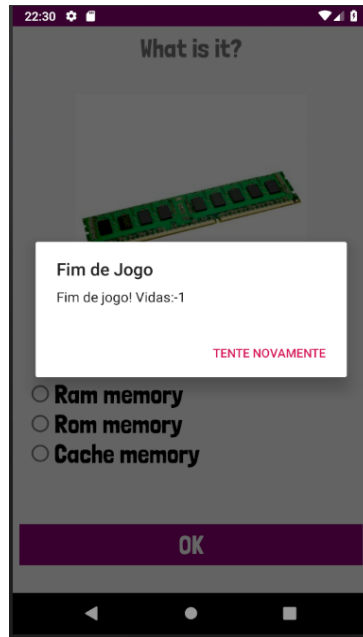 22:30
What is it?
Fim de Jogo
Fim de jogo! Vidas:-1
TENTE NOVAMENTE
Ram memory
Rom memory
Cache memory
OK